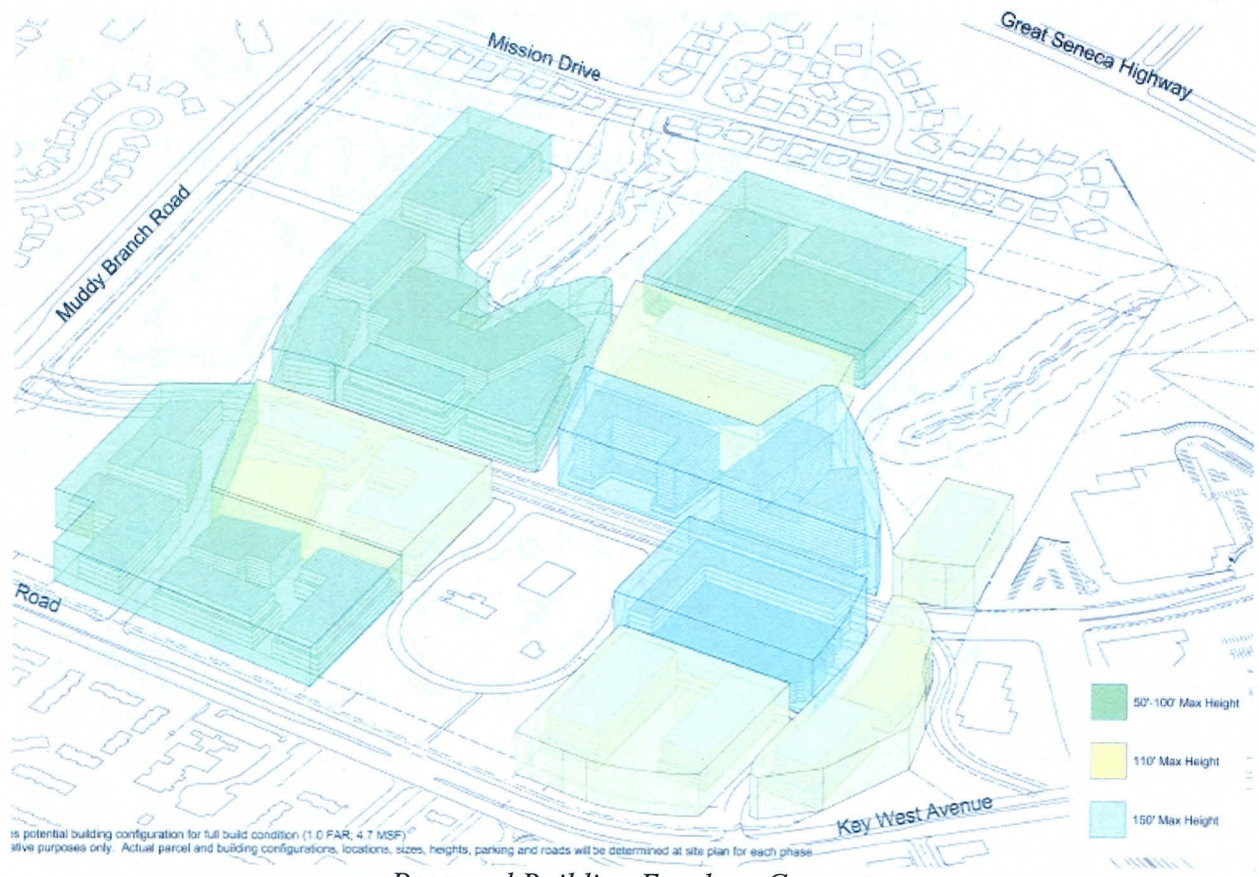 Great Seneca Highway
Mission Drive
Muddy Branch Road
Road
50'-100' Max Height
110' Max Height
150' Max Height
Key West Avenue
potential building configuration for full build condition (1.0 FAR, 4.7 MSF)
purposes only. Actual parcel and building configurations, locations, sizes, heights, parking and roads will be determined at site plan for each phase